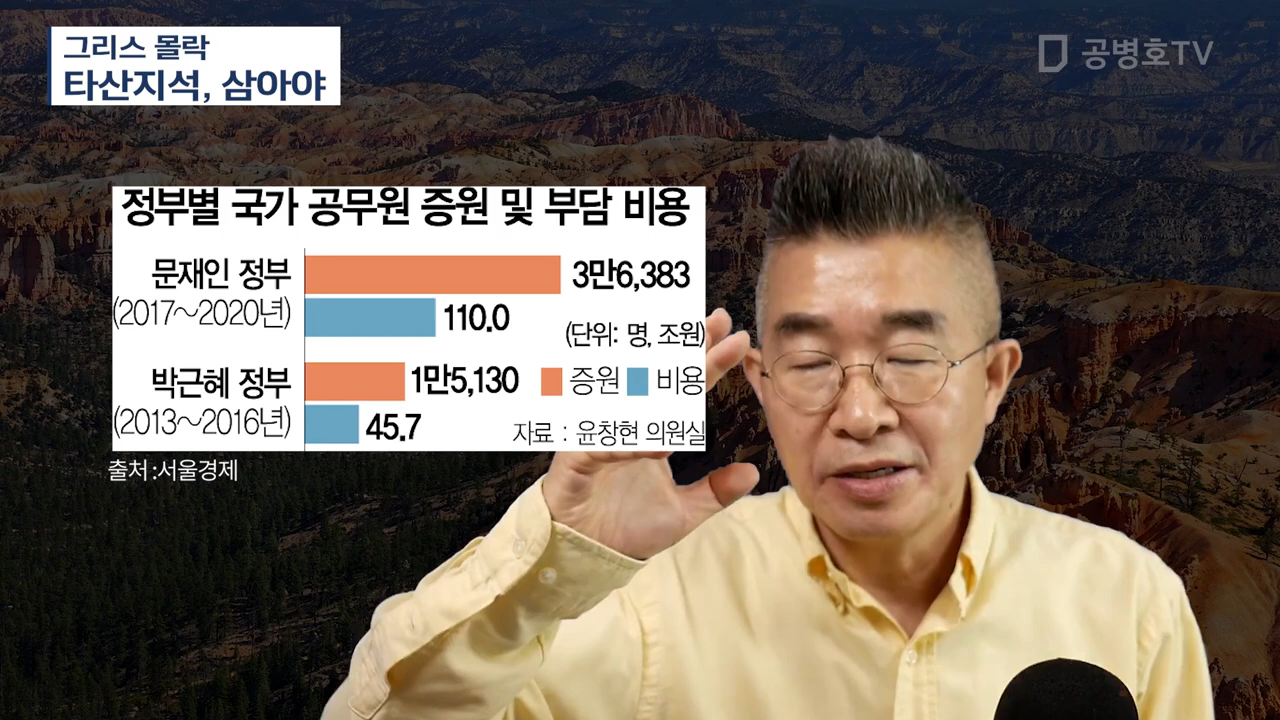 그리스 몰락
타산지석, 삼아야
공병호TV
정부별 국가 공무원 증원 및 부담 비용
문재인 정부
(2017~2020년)
3만6,383
110.0
(단위: 명, 조원)
박근혜 정부
(2013~2016년)
1만5,130
45.7
증원 비용
자료 : 윤창현 의원실
출처 :서울경제